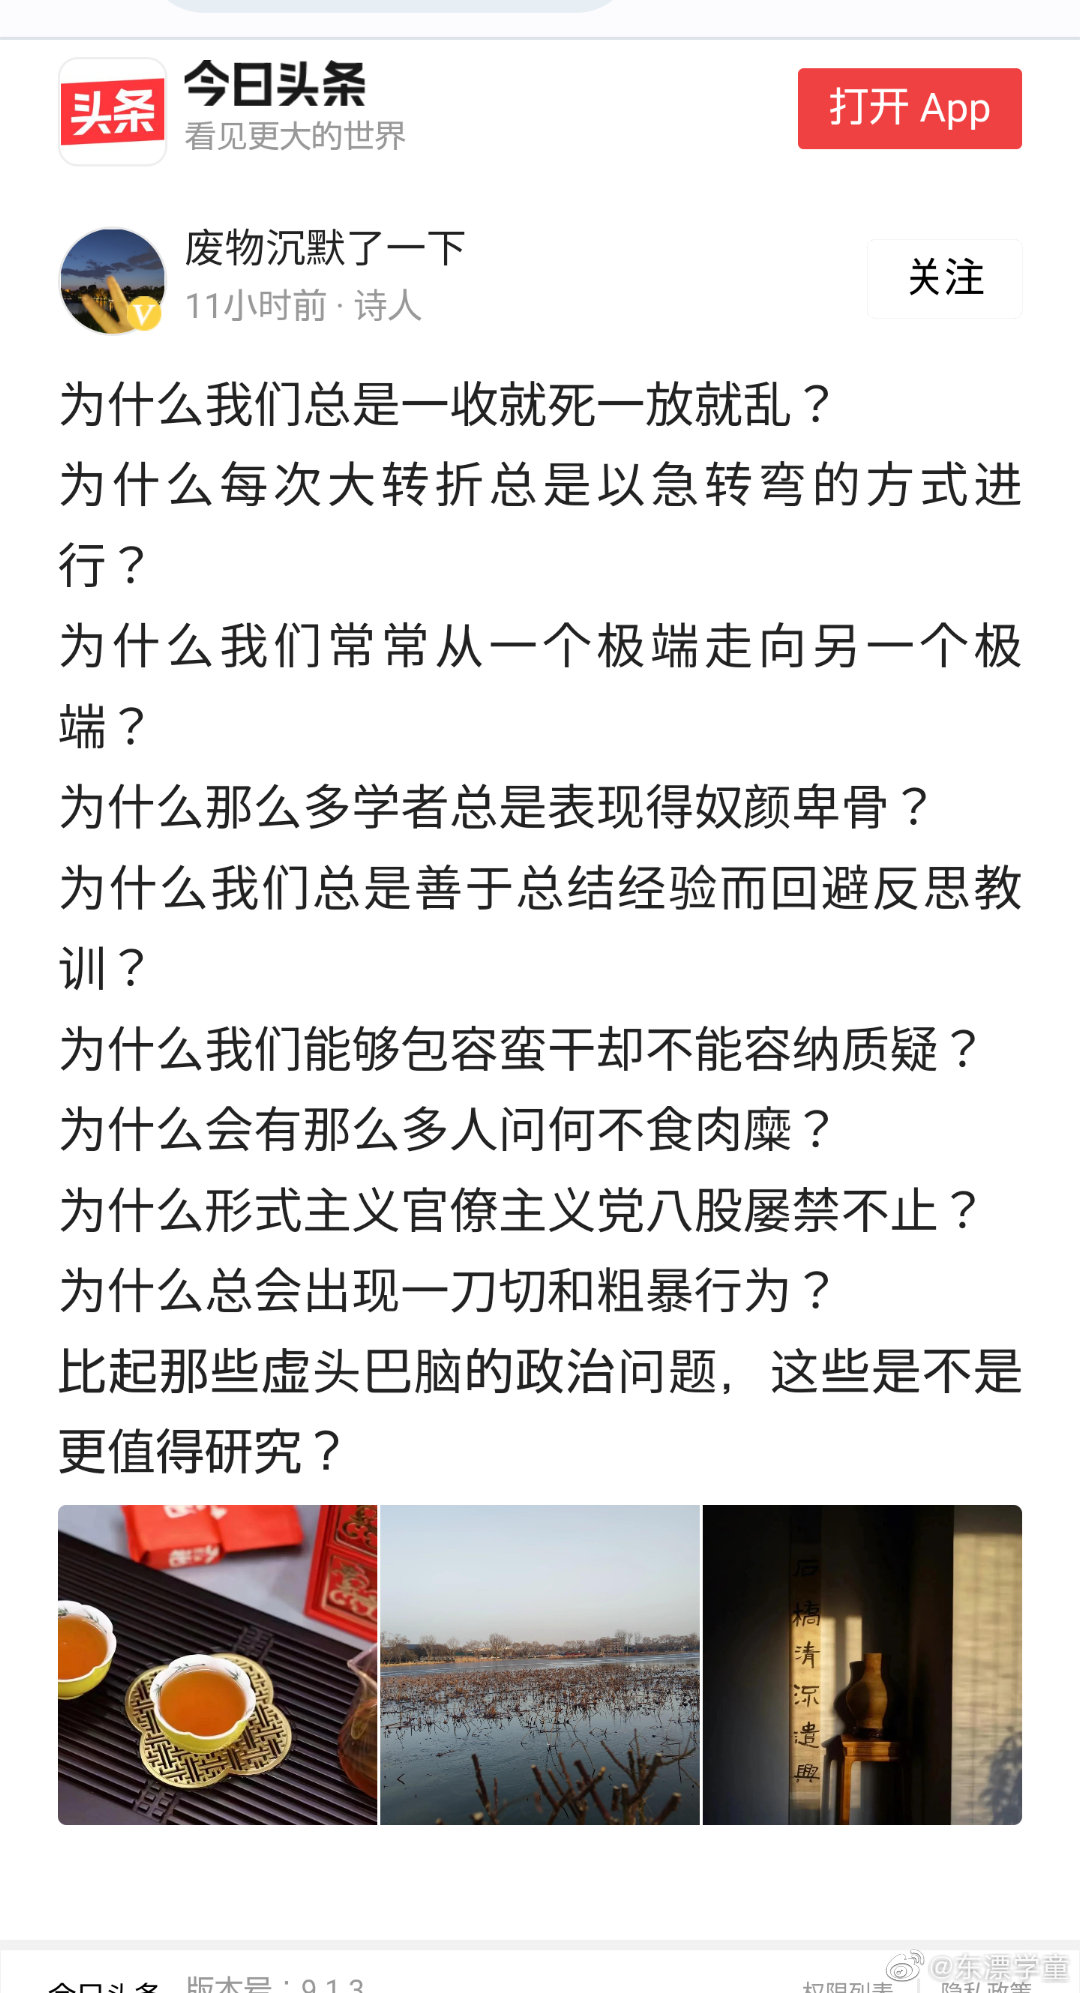 头条
今日头条
看见更大的世界
打开 App
废物沉默了一下
11小时前 · 诗人
关注
为什么我们总是一收就死一放就乱？
为什么每次大转折总是以急转弯的方式进
行？
为什么我们常常从一个极端走向另一个极
端？
为什么那么多学者总是表现得奴颜卑骨？
为什么我们总是善于总结经验而回避反思教
训？
为什么我们能够包容蛮干却不能容纳质疑？
为什么会有那么多人问何不食肉糜？
为什么形式主义官僚主义党八股屡禁不止？
为什么总会出现一刀切和粗暴行为？
比起那些虚头巴脑的政治问题，这些是不是
更值得研究？
清
遣
興
@东漂学童
今日头条 版本号：9.1.3
权限列表 | 隐私政策